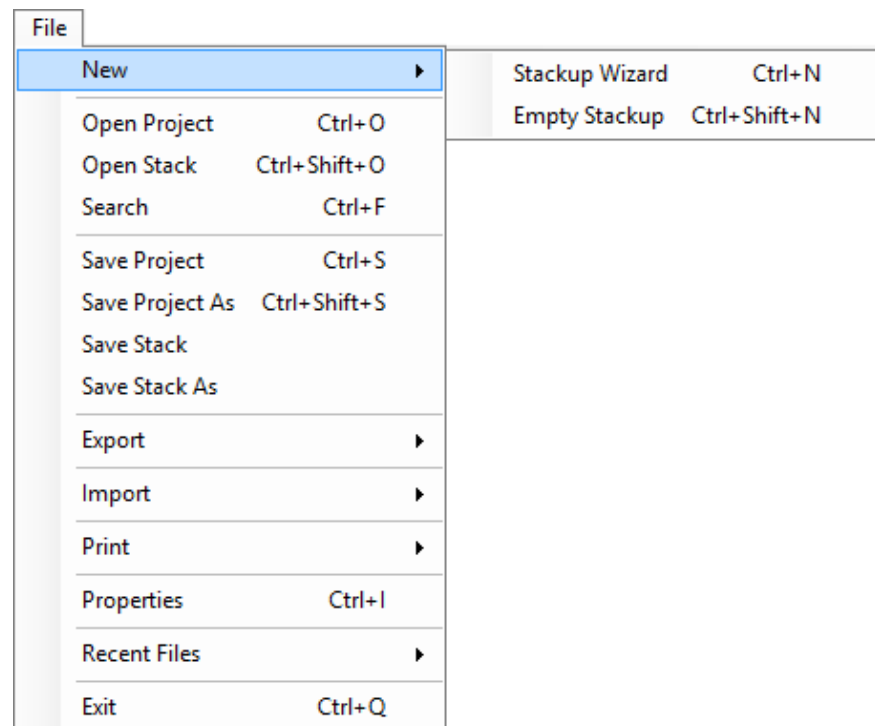 File
New
Stackup Wizard Ctrl+N
Empty Stackup Ctrl+Shift+N
Open Project Ctrl+O
Open Stack Ctrl+Shift+O
Search Ctrl+F
Save Project Ctrl+S
Save Project As Ctrl+Shift+S
Save Stack
Save Stack As
Export
Import
Print
Properties Ctrl+I
Recent Files
Exit Ctrl+Q